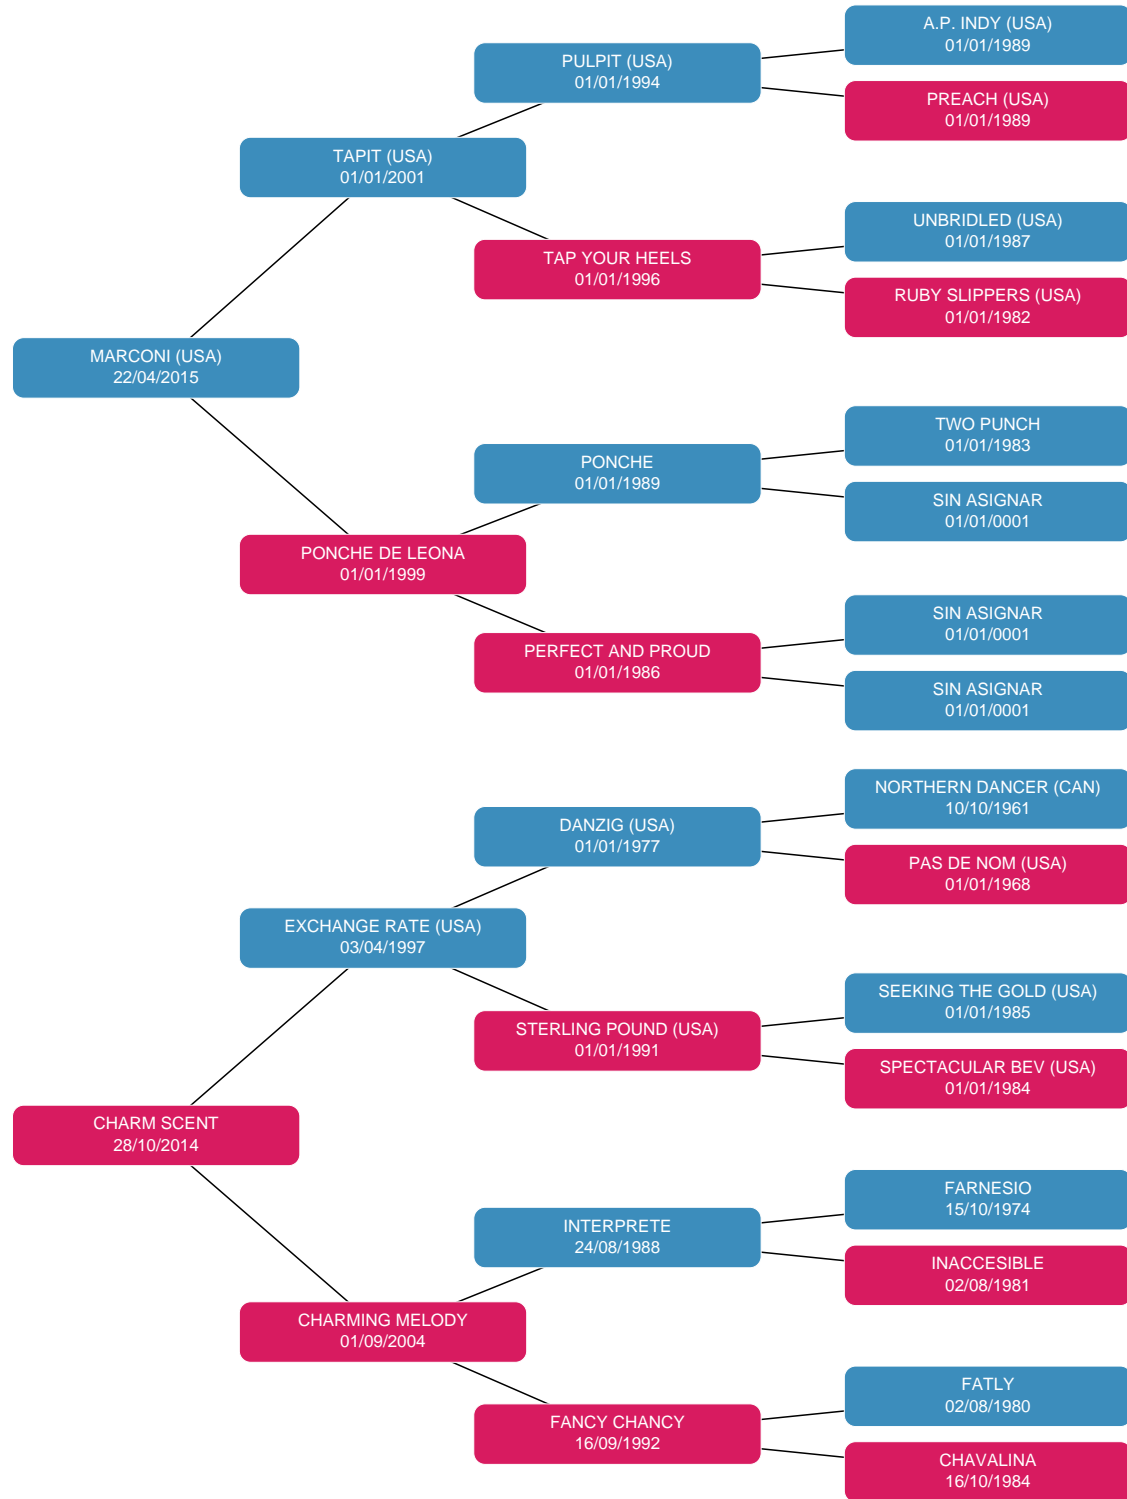 A.P. INDY (USA)
01/01/1989
PULPIT (USA)
01/01/1994
PREACH (USA)
01/01/1989
TAPIT (USA)
01/01/2001
UNBRIDLED (USA)
01/01/1987
TAP YOUR HEELS
01/01/1996
RUBY SLIPPERS (USA)
01/01/1982
MARCONI (USA)
22/04/2015
TWO PUNCH
01/01/1983
PONCHE
01/01/1989
SIN ASIGNAR
01/01/0001
PONCHE DE LEONA
01/01/1999
SIN ASIGNAR
01/01/0001
PERFECT AND PROUD
01/01/1986
SIN ASIGNAR
01/01/0001
NORTHERN DANCER (CAN)
10/10/1961
DANZIG (USA)
01/01/1977
PAS DE NOM (USA)
01/01/1968
EXCHANGE RATE (USA)
03/04/1997
SEEKING THE GOLD (USA)
01/01/1985
STERLING POUND (USA)
01/01/1991
SPECTACULAR BEV (USA)
01/01/1984
CHARM SCENT
28/10/2014
FARNESIO
15/10/1974
INTERPRETE
24/08/1988
INACCESIBLE
02/08/1981
CHARMING MELODY
01/09/2004
FATLY
02/08/1980
FANCY CHANCY
16/09/1992
CHAVALINA
16/10/1984